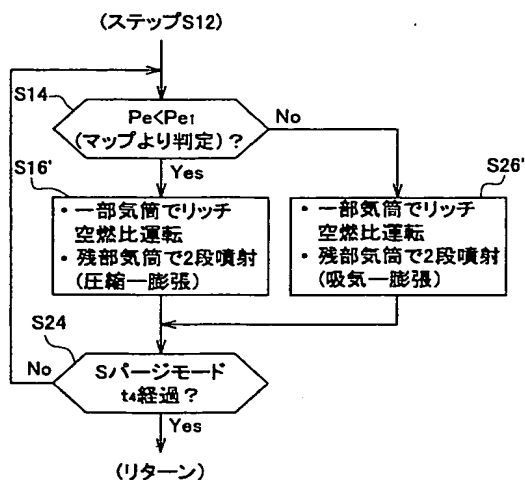 (ステップS12)
S14
Pe<Pe1
(マップより判定)?
No
Yes
S16'
・一部気筒でリッチ
空燃比運転
・残部気筒で2段噴射
(圧縮ー膨張)
S26'
・一部気筒でリッチ
空燃比運転
・残部気筒で2段噴射
(吸気ー膨張)
S24
No
Sパージモード
t4経過?
Yes
(リターン)